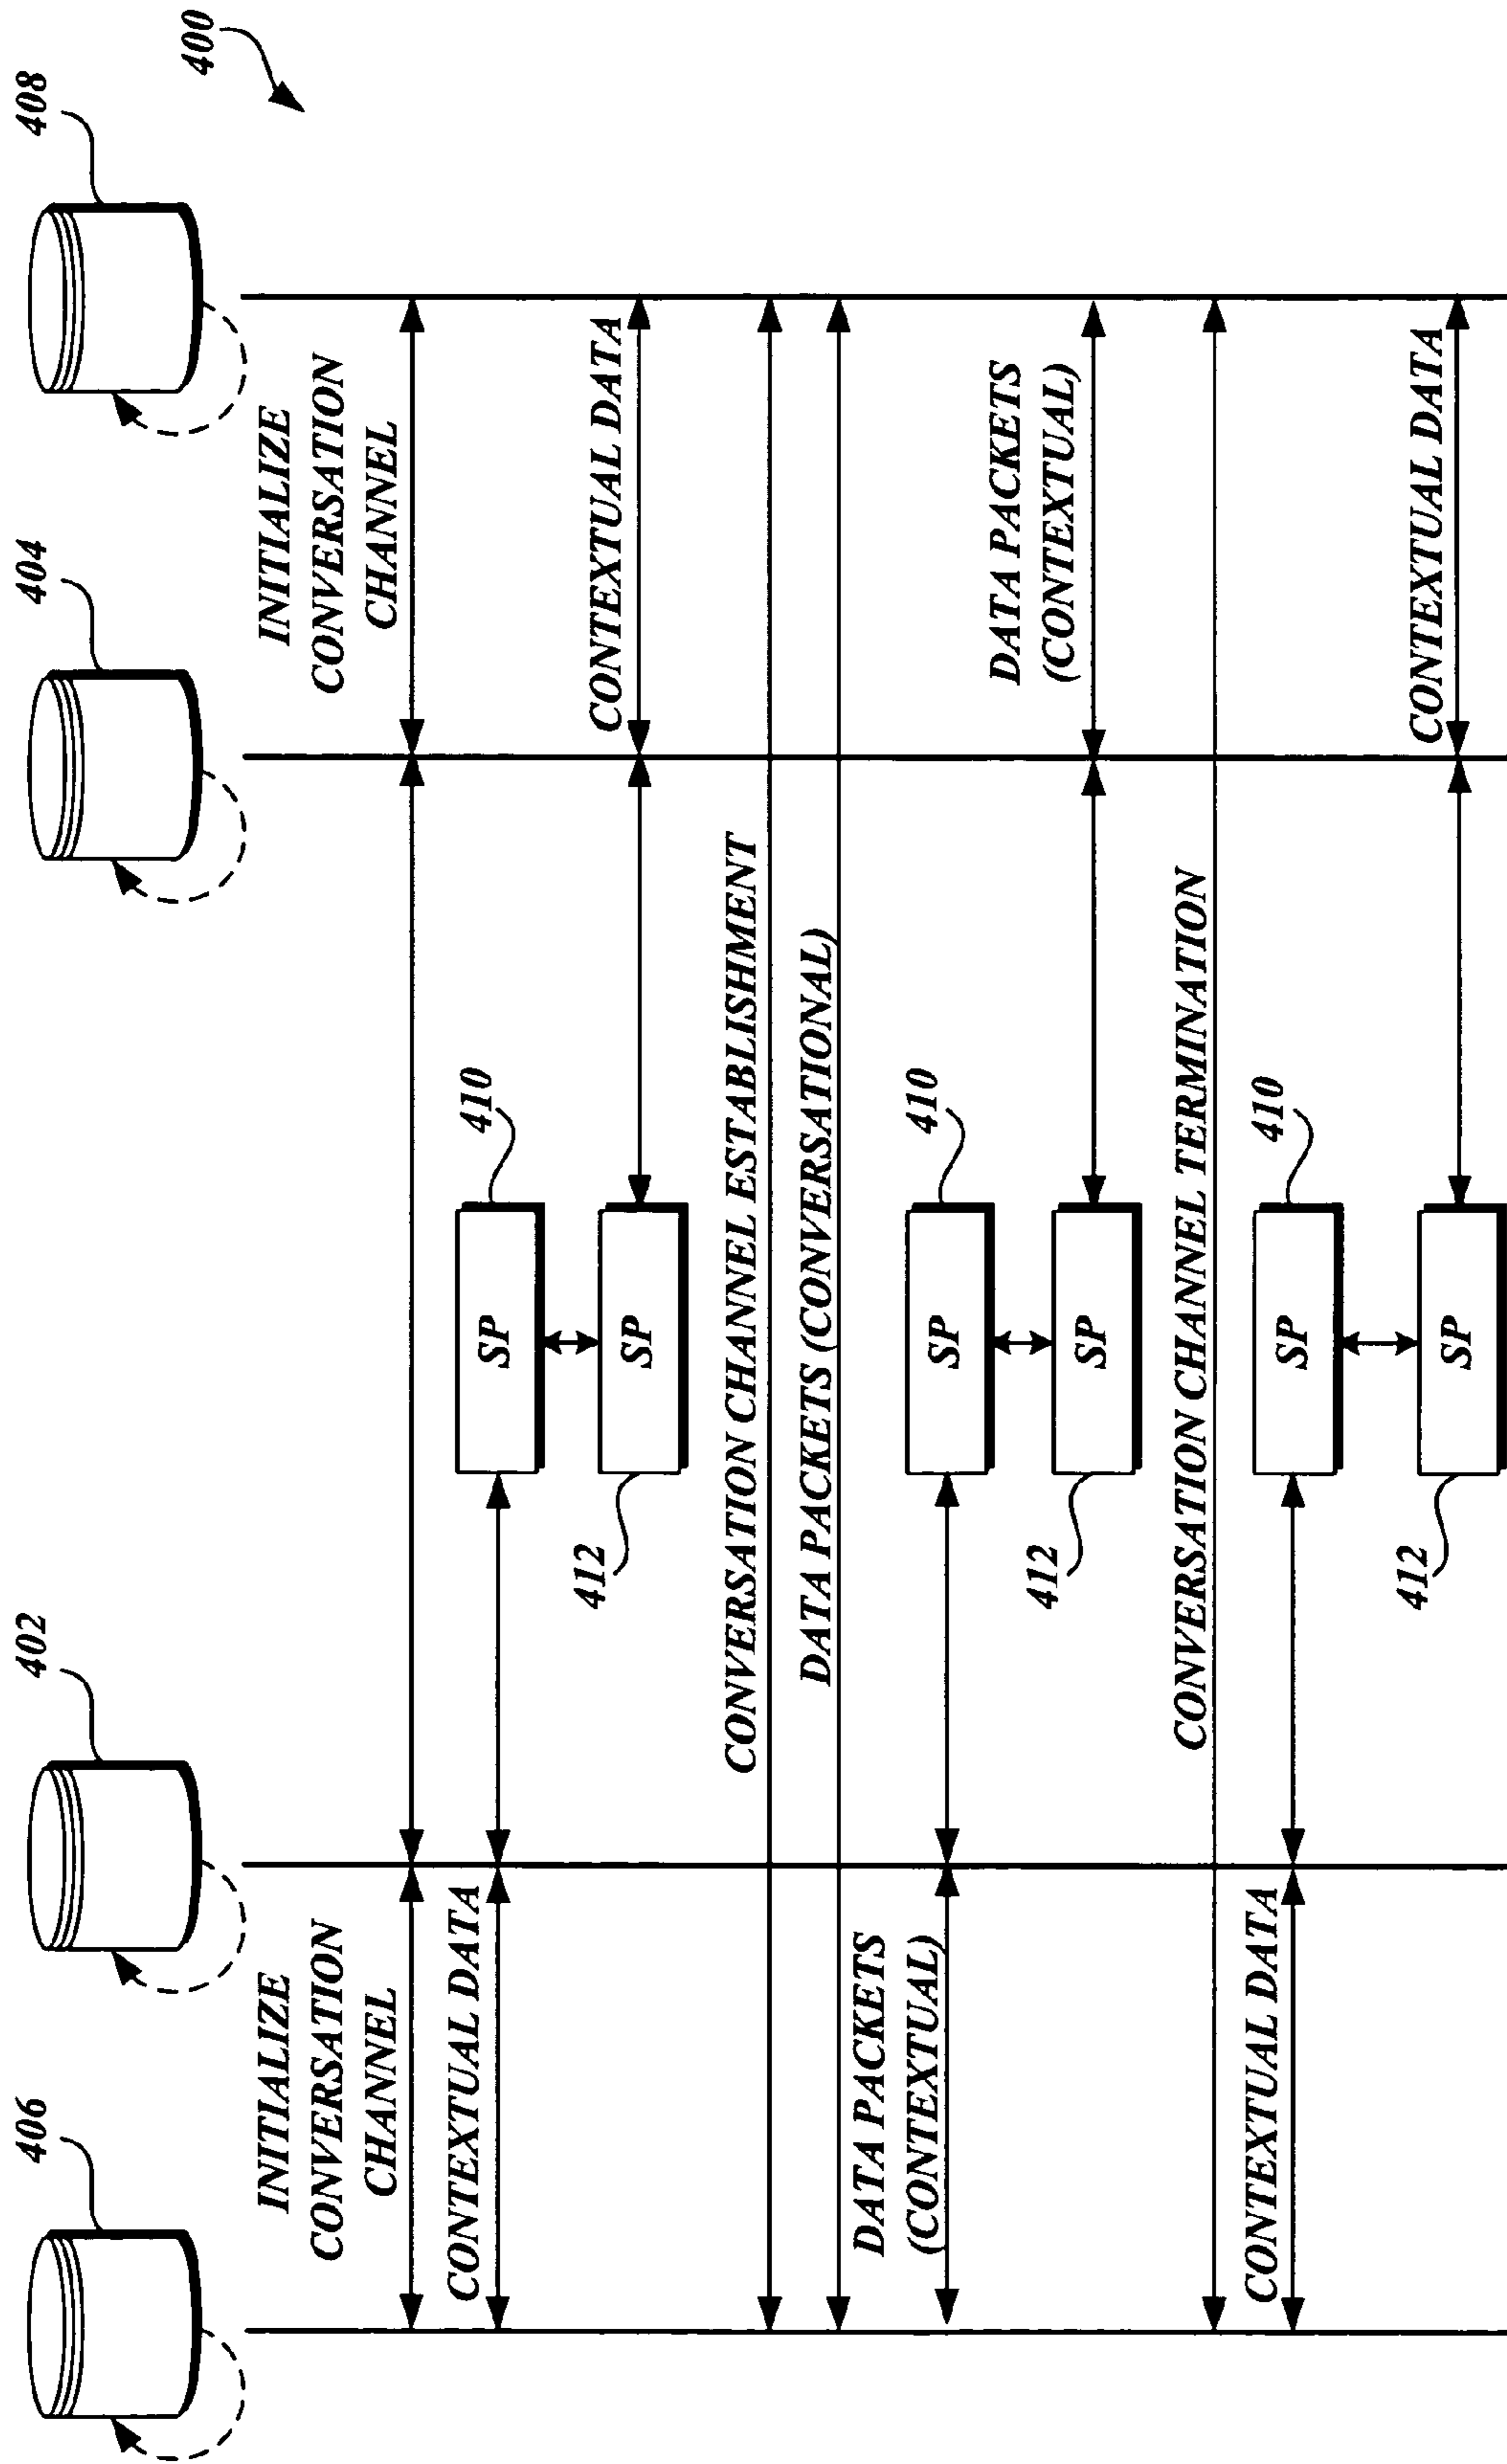 406
402
404
408
400
INITIALIZE
CONVERSATION
CHANNEL
INITIALIZE
CONVERSATION
CHANNEL
CONTEXTUAL DATA
SP
410
CONTEXTUAL DATA
412
SP
CONVERSATION CHANNEL ESTABLISHMENT
DATA PACKETS (CONVERSATIONAL)
DATA PACKETS
(CONTEXTUAL)
SP
410
DATA PACKETS
(CONTEXTUAL)
412
SP
CONVERSATION CHANNEL TERMINATION
CONTEXTUAL DATA
SP
410
CONTEXTUAL DATA
412
SP